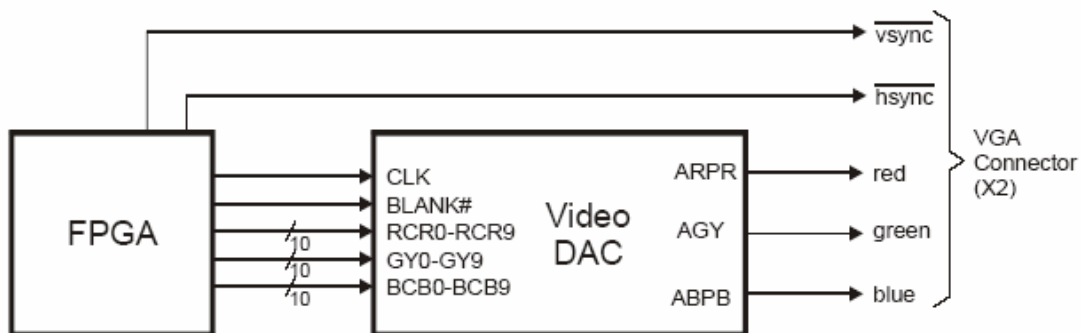 vsync
hsync
FPGA
CLK
BLANK#
RCR0-RCR9
GY0-GY9
BCB0-BCB9
10
10
10
Video
DAC
ARPR
AGY
ABPB
red
green
blue
VGA
Connector
(X2)